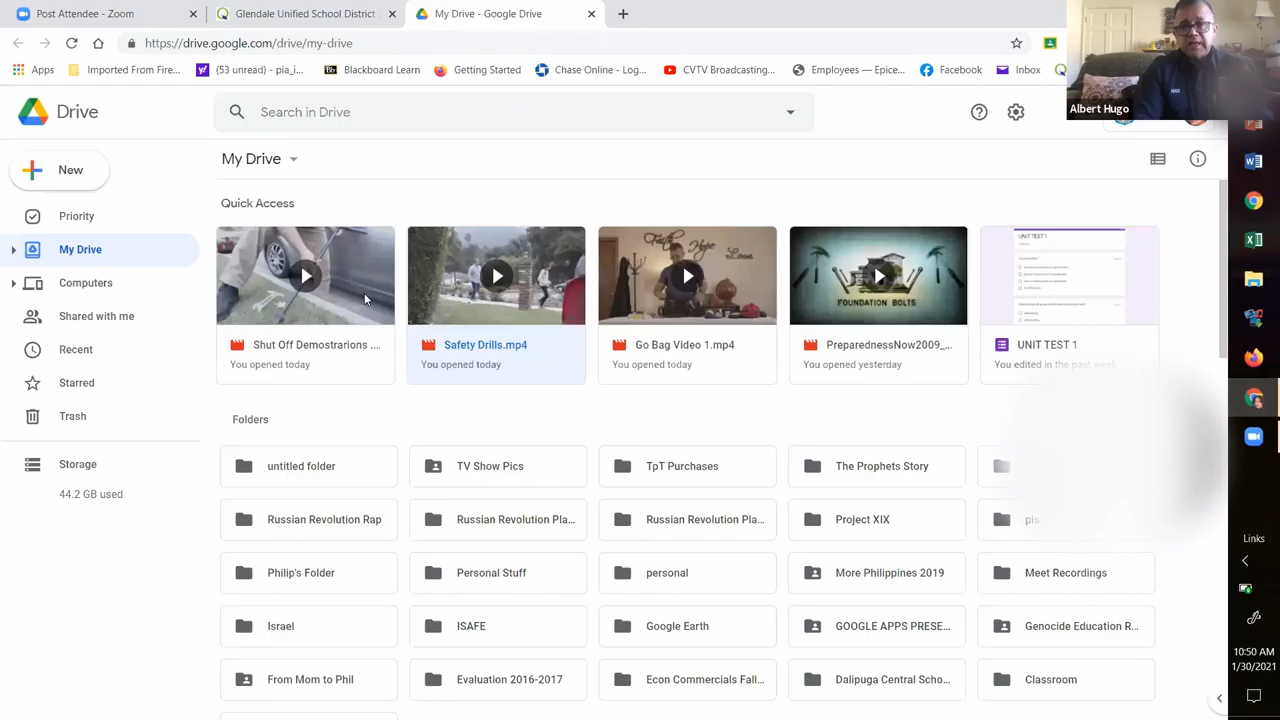 Post Attendee - Zoom
Glendale Unified School District
My Drive - Google Drive
https://drive.google.com/drive/my-drive
Apps
Imported From Fire...
(53 unread) - pia_
Blackboard Learn
Getting Started
Chase Online - Log...
CVTV Broadcasting...
Employees — Epice...
Facebook
Inbox
Albert Hugo
Drive
Search in Drive
New
My Drive
Priority
My Drive
Computers
Shared with me
Recent
Starred
Trash
Storage
44.2 GB used
Quick Access
FOUNDATION BOLTS
UNIT TEST 1
Shut Off Demostrarions ...
You opened today
Safety Drills.mp4
You opened today
Go Bag Video 1.mp4
You opened today
PreparednessNow2009_...
You opened yesterday
UNIT TEST 1
You edited in the past week
Folders
untitled folder
TV Show Pics
TpT Purchases
The Prophets Story
Russian Revolution Rap
Russian Revolution Pla...
Russian Revolution Pla...
Project XIX
pis
Philip's Folder
Personal Stuff
personal
More Philippines 2019
Meet Recordings
Israel
ISAFE
Google Earth
GOOGLE APPS PRESE...
Genocide Education R...
From Mom to Phil
Evaluation 2016-2017
Econ Commercials Fall...
Dalipuga Central Scho...
Classroom
Links
10:50 AM
1/30/2021